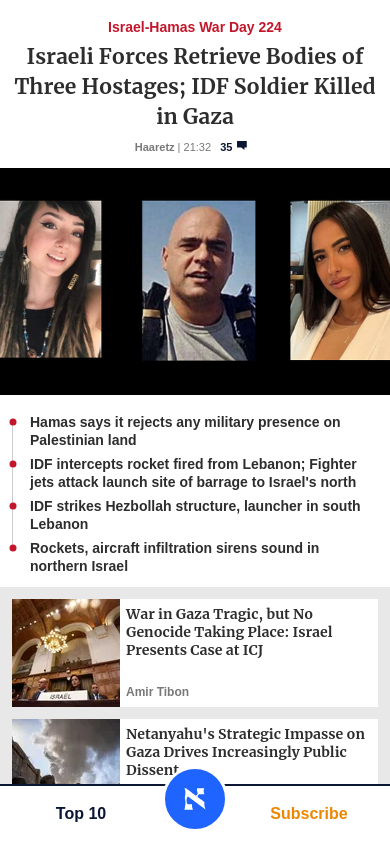 Israel-Hamas War Day 224
Israeli Forces Retrieve Bodies of
Three Hostages; IDF Soldier Killed
in Gaza
Haaretz | 21:32 35
Hamas says it rejects any military presence on
Palestinian land
IDF intercepts rocket fired from Lebanon; Fighter
jets attack launch site of barrage to Israel's north
IDF strikes Hezbollah structure, launcher in south
Lebanon
Rockets, aircraft infiltration sirens sound in
northern Israel
War in Gaza Tragic, but No
Genocide Taking Place: Israel
Presents Case at ICJ
Amir Tibon
ISRAEL
Netanyahu's Strategic Impasse on
Gaza Drives Increasingly Public
Dissent
Top 10
א
Subscribe